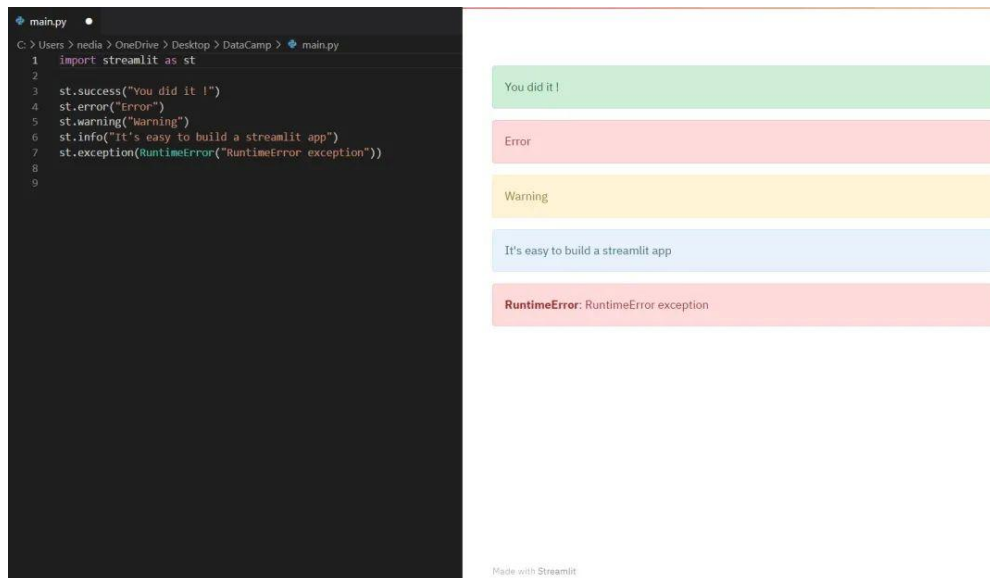 main.py
C: > Users > nedia > OneDrive > Desktop > DataCamp > main.py
1 import streamlit as st
2
3 st.success("You did it !")
4 st.error("Error")
5 st.warning("Warning")
6 st.info("It's easy to build a streamlit app")
7 st.exception(RuntimeError("RuntimeError exception"))
8
9
You did it !
Error
Warning
It's easy to build a streamlit app
RuntimeError: RuntimeError exception
Made with Streamlit